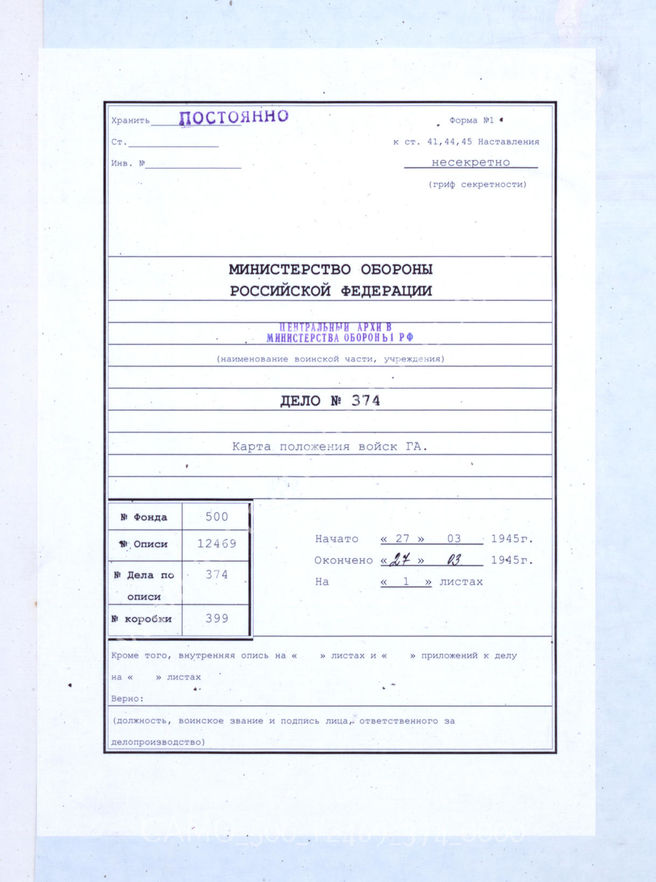 Хранить ПОСТОЯННО
Форма №1
Ст.
к ст. 41,44,45 Наставления
Инв. №
несекретно
(гриф секретности)
МИНИСТЕРСТВО ОБОРОНЫ
РОССИЙСКОЙ ФЕДЕРАЦИИ
ЦЕНТРАЛЬНЫЙ АРХИВ
МИНИСТЕРСТВА ОБОРОНЫ РФ
(наименование воинской части, учреждения)
ДЕЛО № 374
Карта положения войск ГА.
№ Фонда 500
№ Описи 12469
№ Дела по описи 374
№ коробки 399
Начато « 27 » 03 1945г.
Окончено « 27 » 03 1945г.
На « 1 » листах
Кроме того, внутренняя опись на « » листах и « » приложений к делу
на « » листах
Верно:
(должность, воинское звание и подпись лица, ответственного за
делопроизводство)